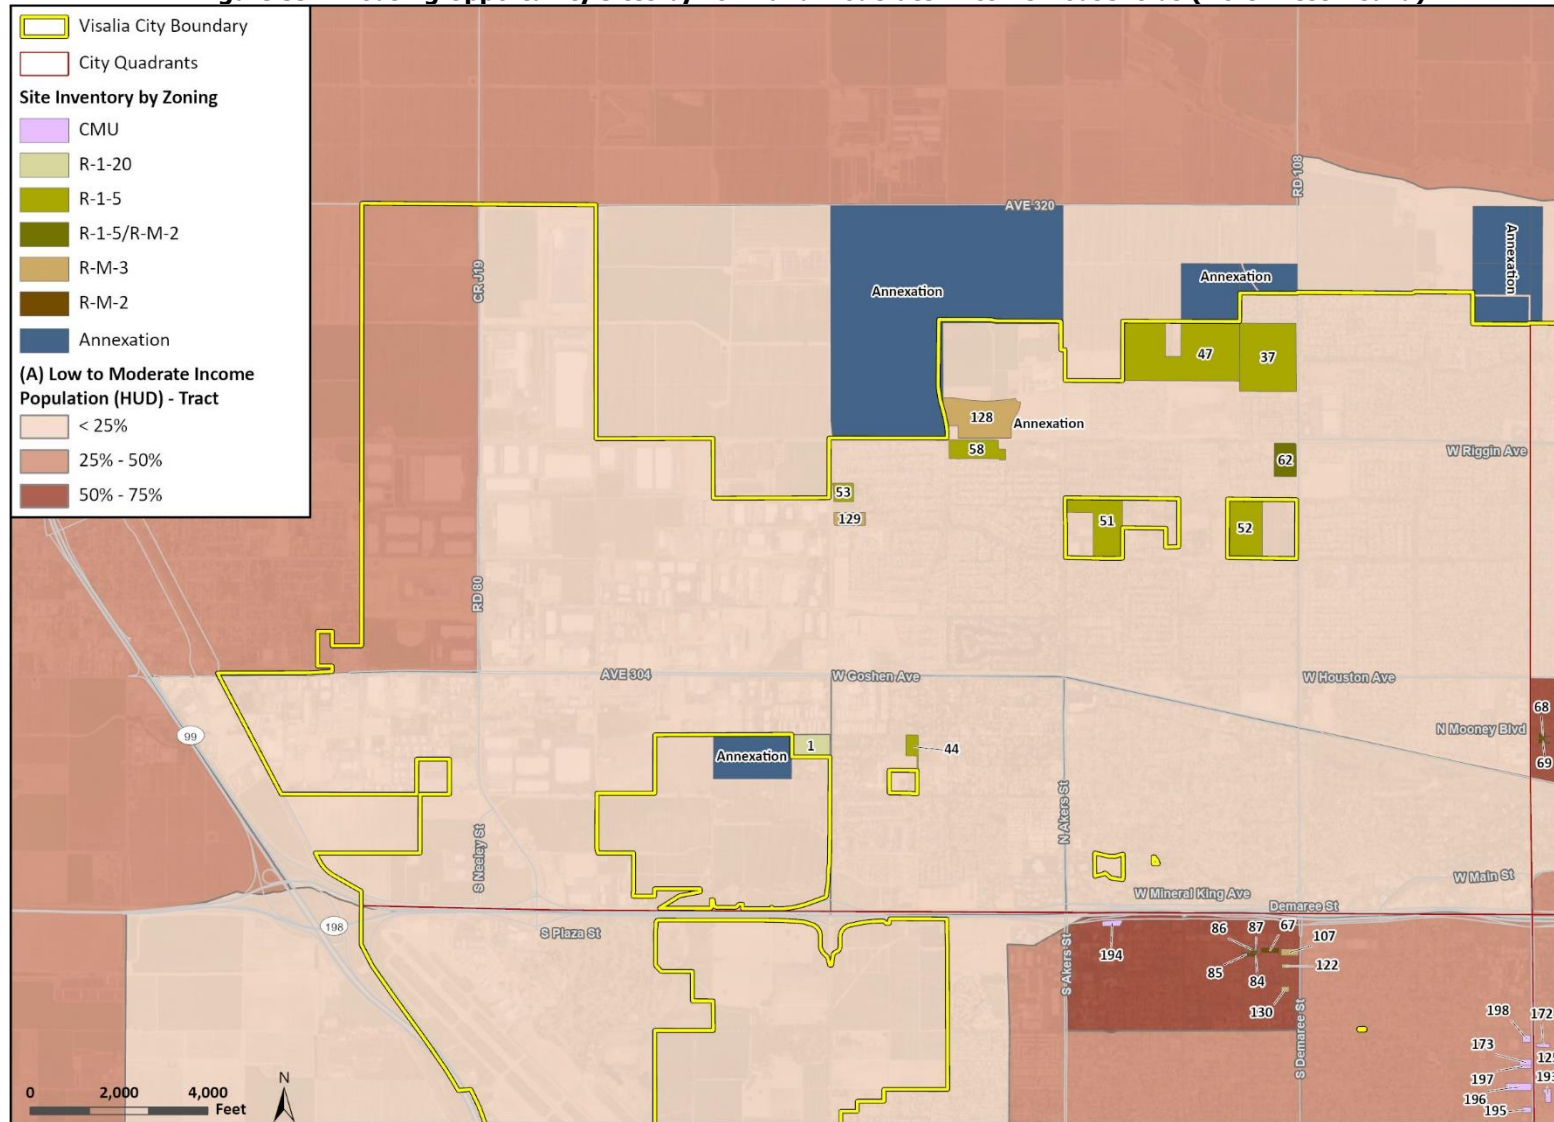 Visalia City Boundary
City Quadrants
Site Inventory by Zoning
CMU
R-1-20
R-1-5
R-1-5/R-M-2
R-M-3
R-M-2
Annexation
(A) Low to Moderate Income
Population (HUD) - Tract
< 25%
25% - 50%
50% - 75%
RD 108
AVE 320
CR J19
Annexation
Annexation
Annexation
47
37
128
Annexation
58
62
W Riggin Ave
53
129
51
52
RD 80
AVE 304
W Goshen Ave
W Houston Ave
99
68
N Mooney Blvd
69
Annexation
1
44
N Akers St
S Neeley St
W Main St
W Mineral King Ave
Demaree St
198
S Plaza St
S Akers St
194
86
87
67
107
85
84
122
130
S Demaree St
198
172
173
125
197
193
196
195
0
2,000
4,000
Feet
N